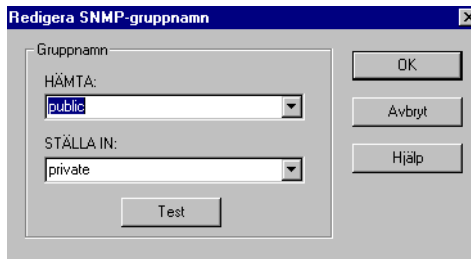 Redigera SNMP-gruppnamn
Gruppnamn
HÄMTA:
public
STÄLLA IN:
private
Test
OK
Avbryt
Hjälp